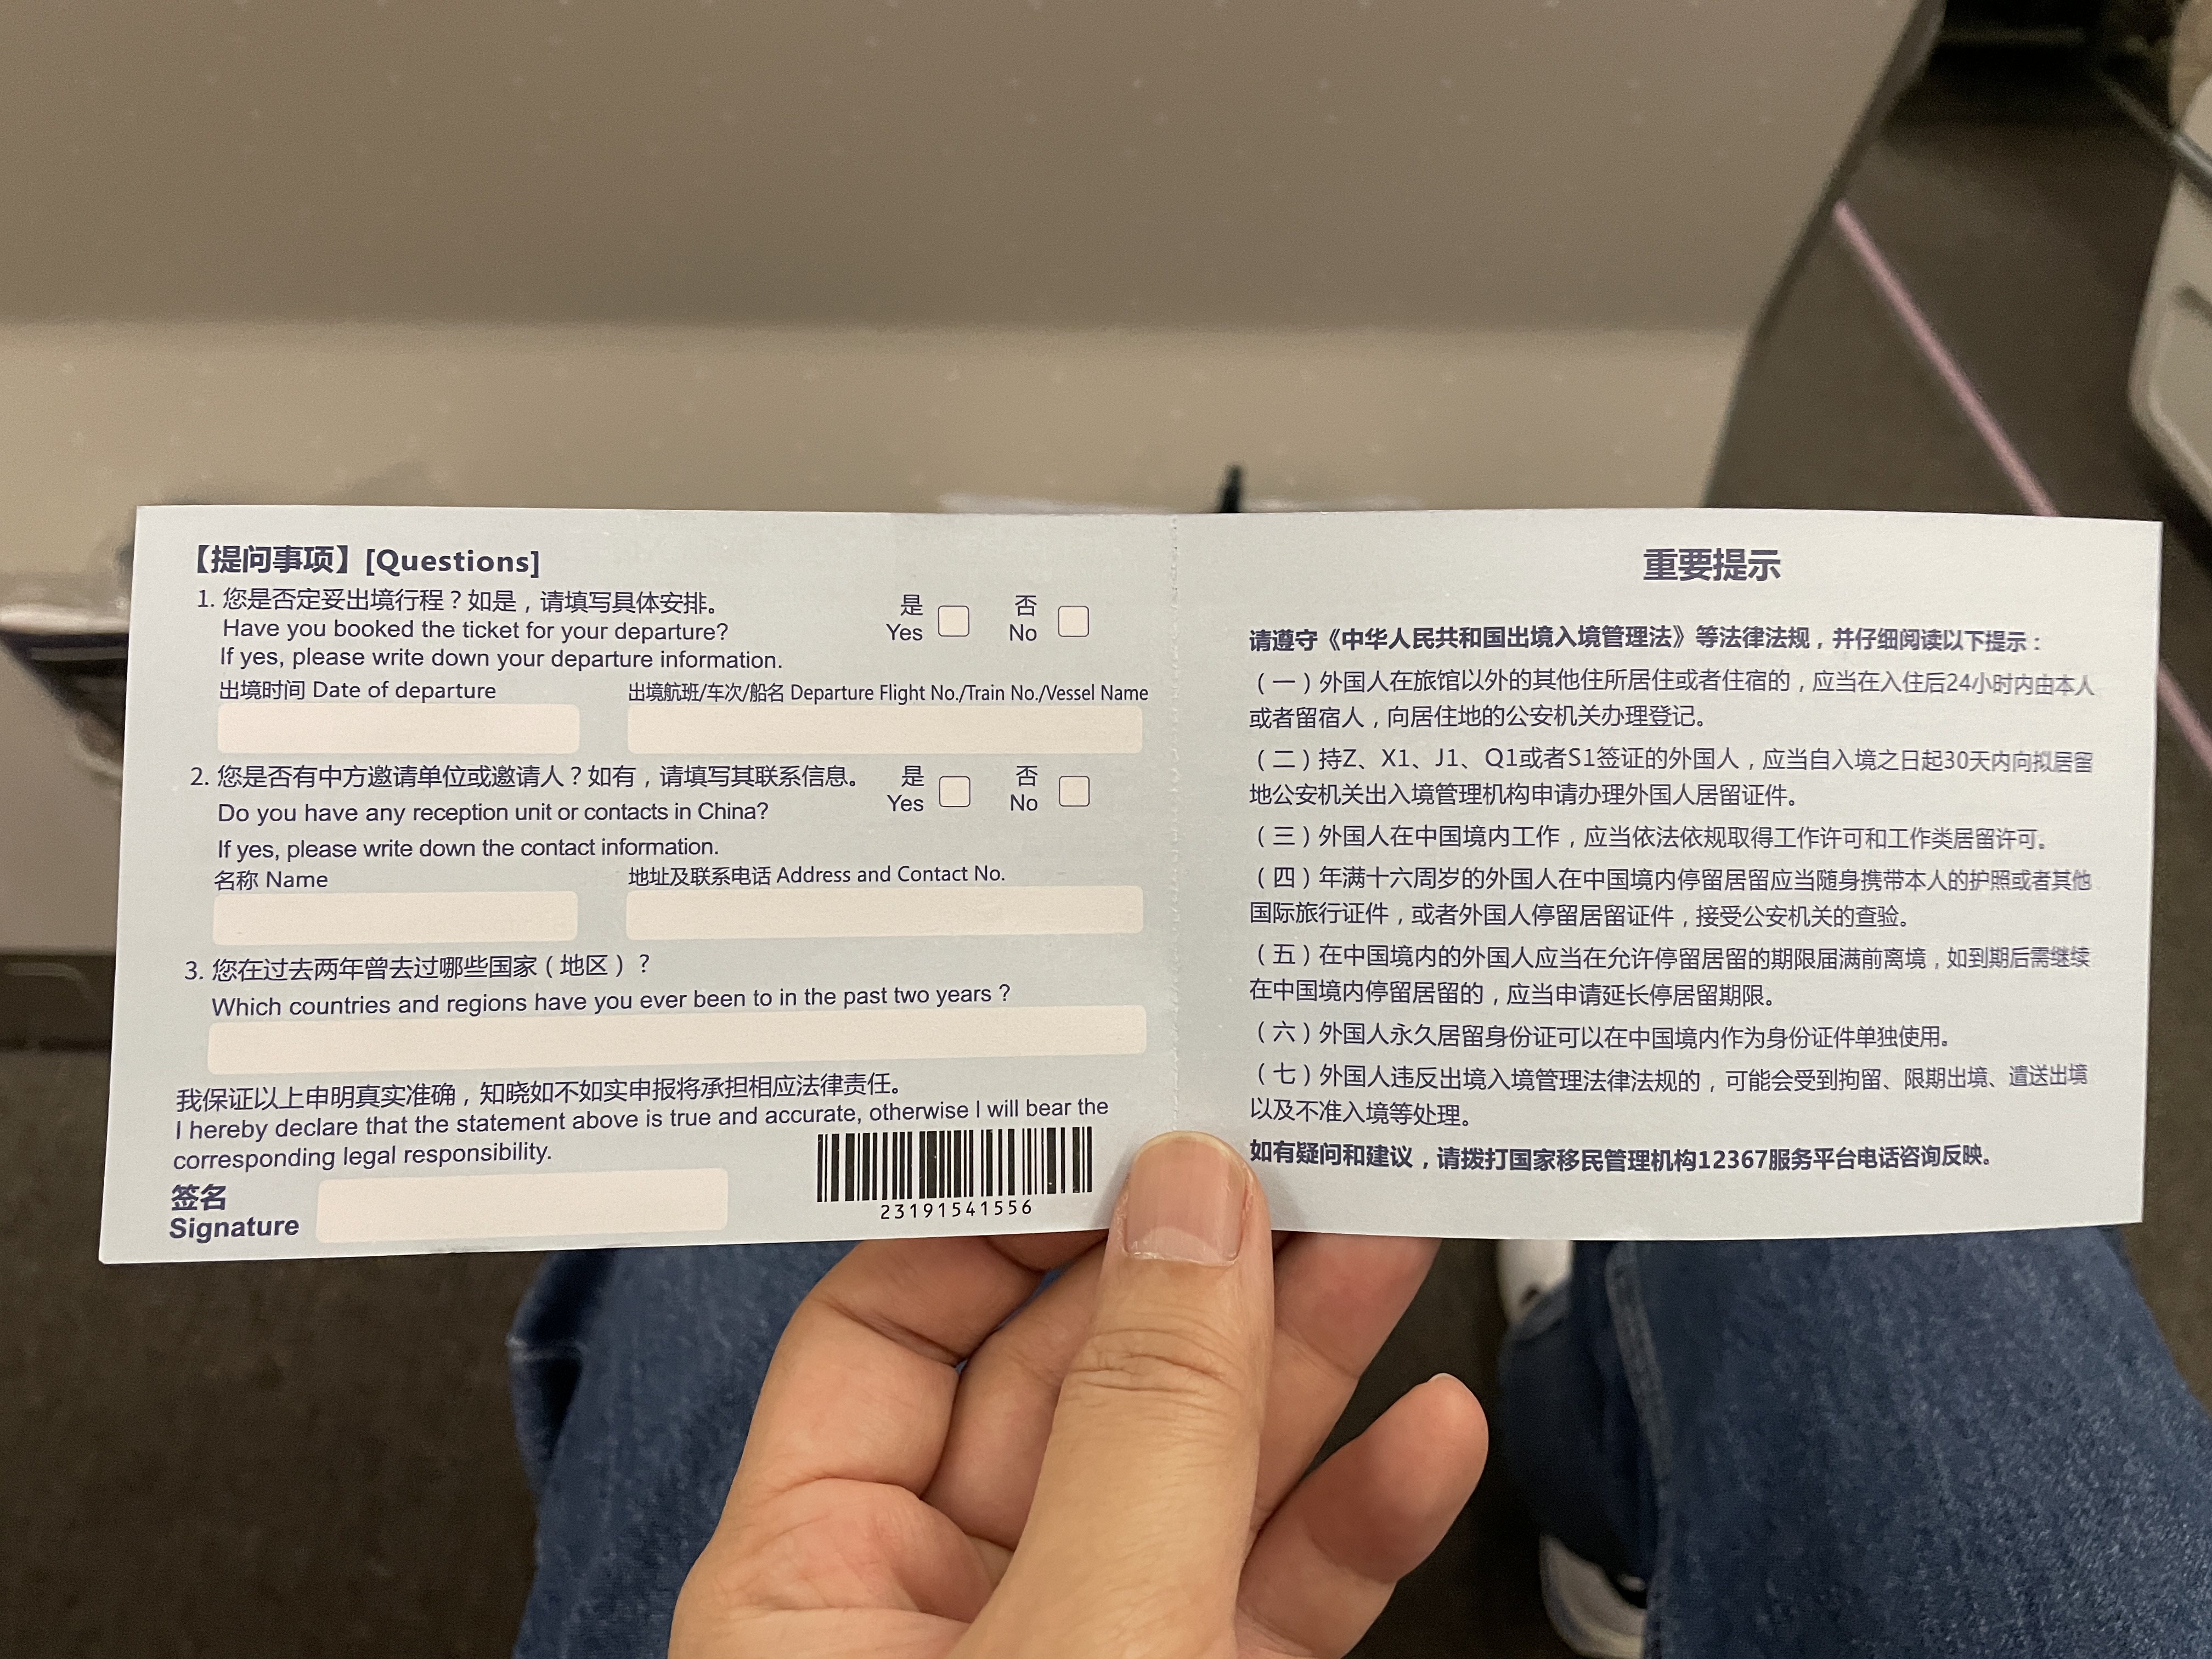 【提问事项】[Questions]
1. 您是否定妥出境行程？如是，请填写具体安排。 是 否
Have you booked the ticket for your departure? Yes No
If yes, please write down your departure information.
出境时间 Date of departure 出境航班/车次/船名 Departure Flight No./Train No./Vessel Name
2. 您是否有中方邀请单位或邀请人？如有，请填写其联系信息。 是 否
Do you have any reception unit or contacts in China? Yes No
If yes, please write down the contact information.
名称 Name 地址及联系电话 Address and Contact No.
3. 您在过去两年曾去过哪些国家（地区）？
Which countries and regions have you ever been to in the past two years ?
我保证以上申明真实准确，知晓如不如实申报将承担相应法律责任。
I hereby declare that the statement above is true and accurate, otherwise I will bear the
corresponding legal responsibility.
签名
Signature
23191541556
重要提示
请遵守《中华人民共和国出境入境管理法》等法律法规，并仔细阅读以下提示：
（一）外国人在旅馆以外的其他住所居住或者住宿的，应当在入住后24小时内由本人
或者留宿人，向居住地的公安机关办理登记。
（二）持Z、X1、J1、Q1或者S1签证的外国人，应当自入境之日起30天内向拟居留
地公安机关出入境管理机构申请办理外国人居留证件。
（三）外国人在中国境内工作，应当依法依规取得工作许可和工作类居留许可。
（四）年满十六周岁的外国人在中国境内停留居留应当随身携带本人的护照或者其他
国际旅行证件，或者外国人停留居留证件，接受公安机关的查验。
（五）在中国境内的外国人应当在允许停留居留的期限届满前离境，如到期后需继续
在中国境内停留居留的，应当申请延长停居留期限。
（六）外国人永久居留身份证可以在中国境内作为身份证件单独使用。
（七）外国人违反出境入境管理法律法规的，可能会受到拘留、限期出境、遣送出境
以及不准入境等处理。
如有疑问和建议，请拨打国家移民管理机构12367服务平台电话咨询反映。